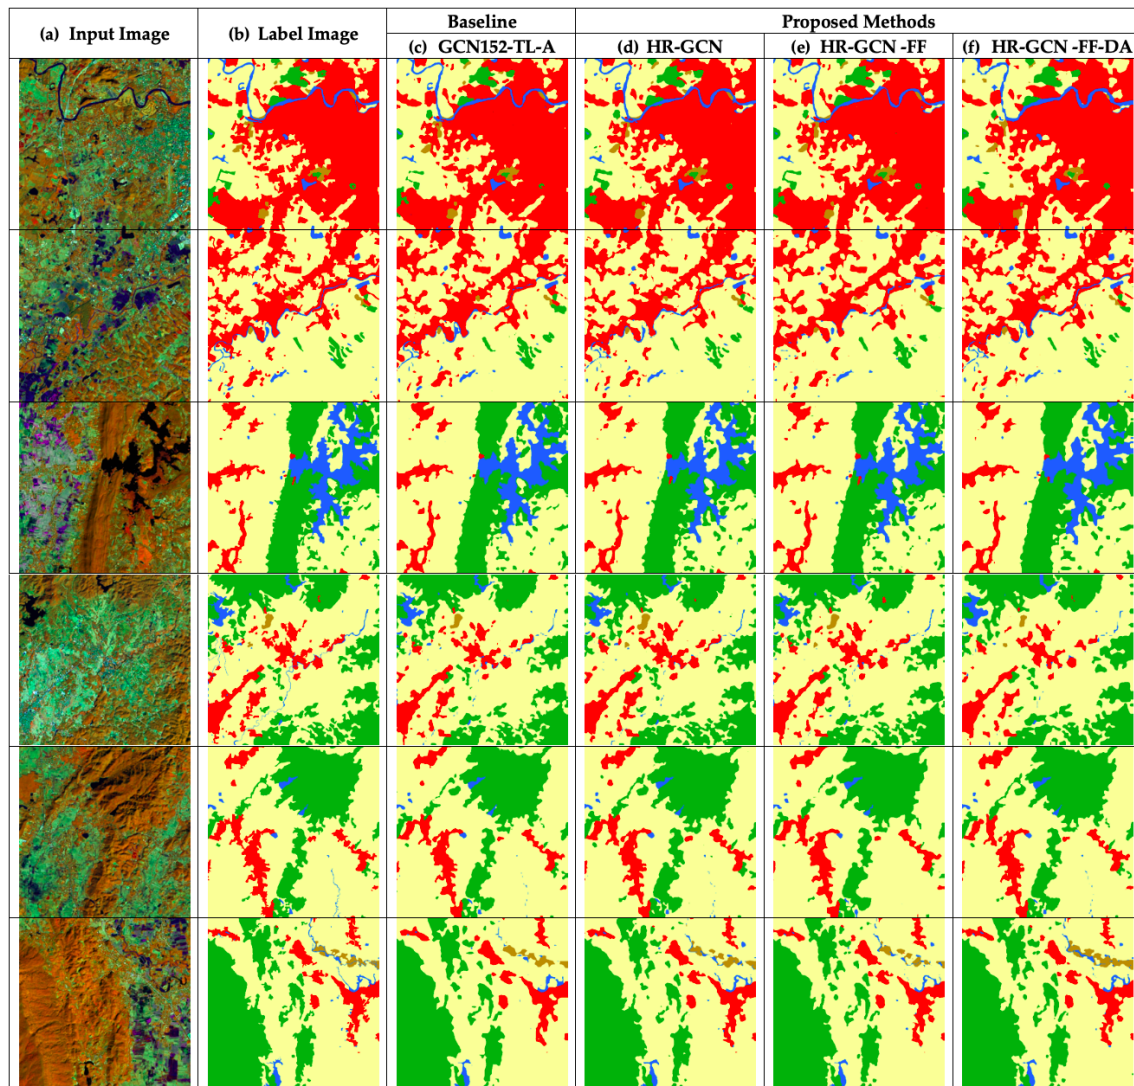 (a) Input Image
(b) Label Image
Baseline
Proposed Methods
(c) GCN152-TL-A
(d) HR-GCN
(e) HR-GCN -FF
(f) HR-GCN -FF-DA